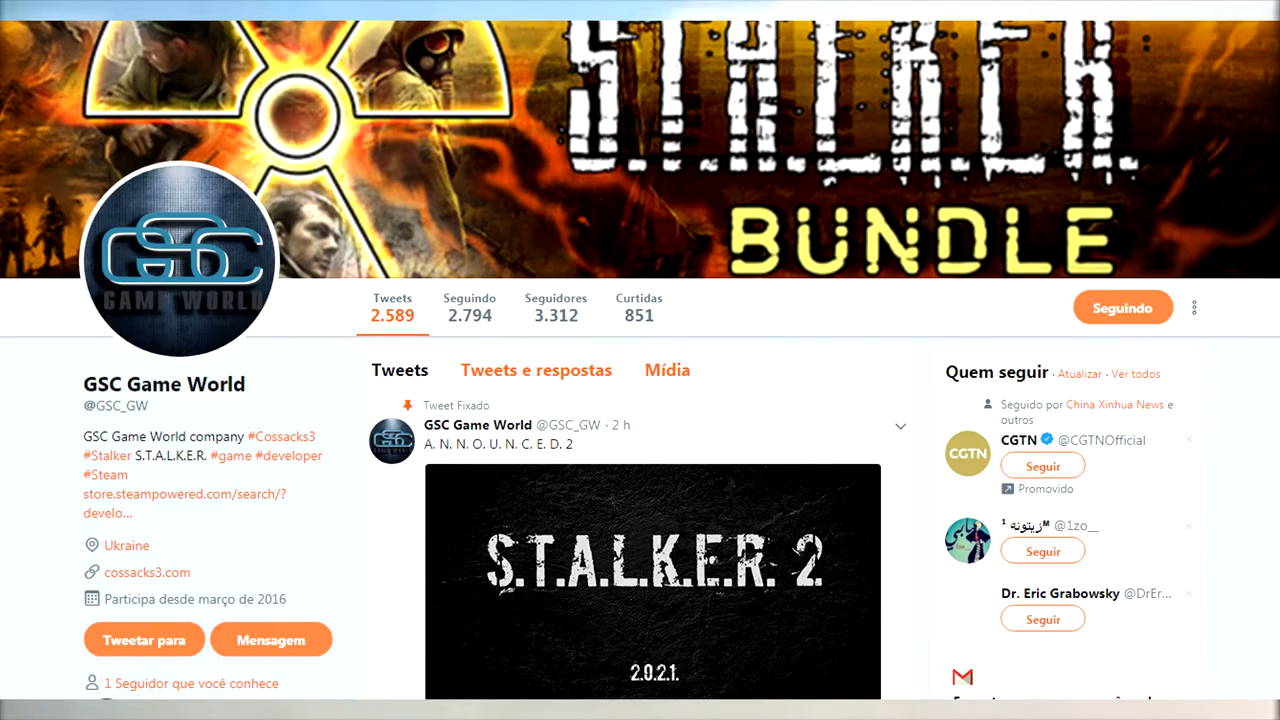 S.T.A.L.K.E.R.
BUNDLE
GSC
GAME WORLD
Tweets
2.589
Seguindo
2.794
Seguidores
3.312
Curtidas
851
Seguindo
GSC Game World
@GSC_GW
GSC Game World company #Cossacks3
#Stalker S.T.A.L.K.E.R. #game #developer
#Steam
store.steampowered.com/search/?
develo...
Ukraine
cossacks3.com
Participa desde março de 2016
Tweetar para
Mensagem
1 Seguidor que você conhece
Tweets
Tweets e respostas
Mídia
Tweet Fixado
GSC Game World @GSC_GW · 2 h
A. N. N. O. U. N. C. E. D. 2
S.T.A.L.K.E.R. 2
2.0.2.1.
Quem seguir · Atualizar · Ver todos
Seguido por China Xinhua News e
outros
CGTN @CGTNOfficial
CGTN
Seguir
Promovido
¹ زيتونه ᴹ @1zo__
Seguir
Dr. Eric Grabowsky @DrEr...
Seguir